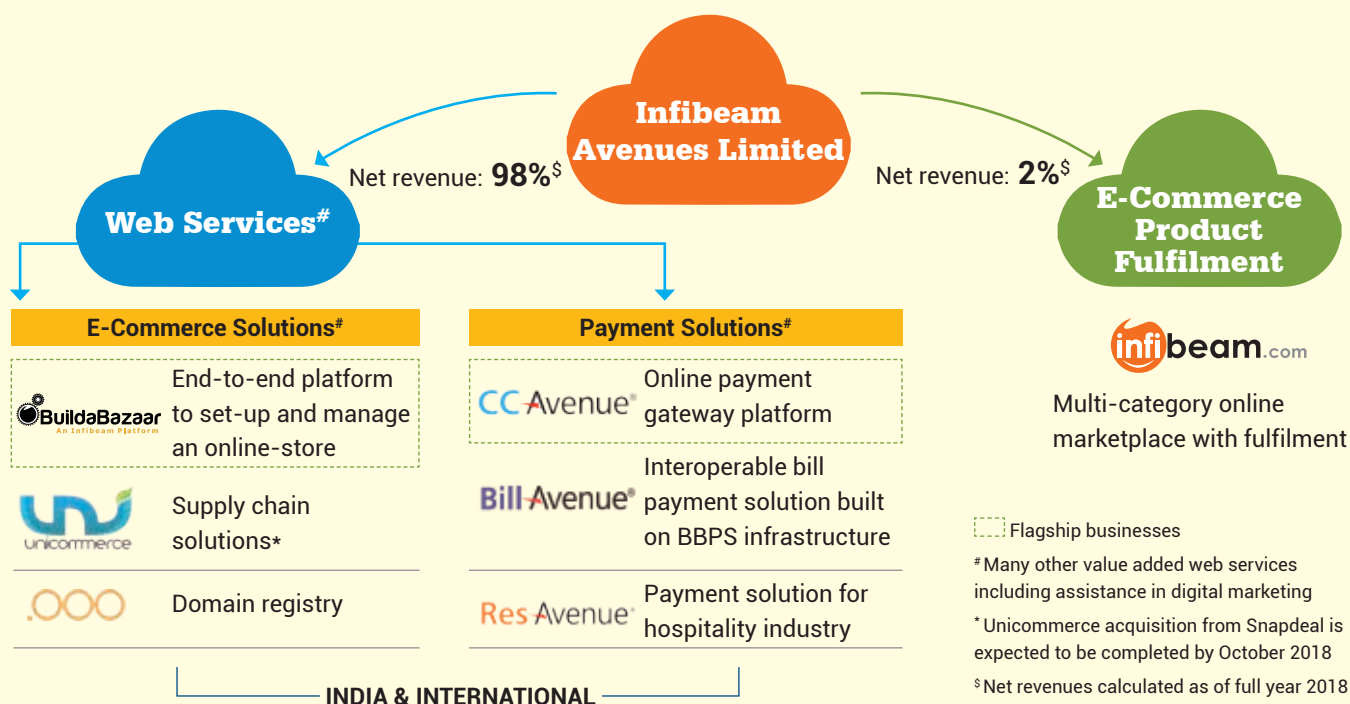 Infibeam
Avenues Limited
Net revenue: 98%$
Net revenue: 2%$
Web Services#
E-Commerce
Product
Fulfilment
E-Commerce Solutions#
BuildaBazaar
An Infibeam Platform
End-to-end platform
to set-up and manage
an online-store
unicommerce
Supply chain
solutions*
.OOO
Domain registry
Payment Solutions#
CCAvenue®
Online payment
gateway platform
BillAvenue®
Interoperable bill
payment solution built
on BBPS infrastructure
ResAvenue
Payment solution for
hospitality industry
INDIA & INTERNATIONAL
infibeam.com
Multi-category online
marketplace with fulfilment
Flagship businesses
#Many other value added web services
including assistance in digital marketing
*Unicommerce acquisition from Snapdeal is
expected to be completed by October 2018
$Net revenues calculated as of full year 2018